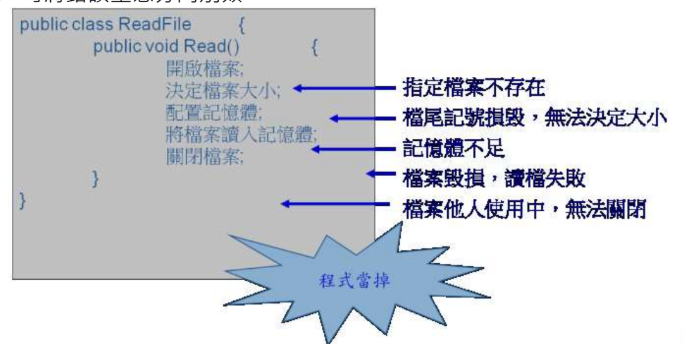 public class ReadFile {
public void Read() {
開啟檔案;
決定檔案大小;
配置記憶體;
將檔案讀入記憶體;
關閉檔案;
}
}
指定檔案不存在
檔尾記號損毀，無法決定大小
記憶體不足
檔案毀損，讀檔失敗
檔案他人使用中，無法關閉
程式當掉